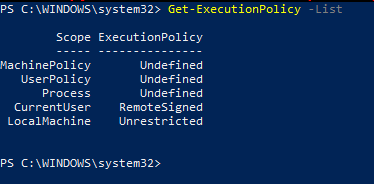 PS C:\WINDOWS\system32> Get-ExecutionPolicy -List
Scope ExecutionPolicy
----- ---------------
MachinePolicy Undefined
UserPolicy Undefined
Process Undefined
CurrentUser RemoteSigned
LocalMachine Unrestricted
PS C:\WINDOWS\system32>